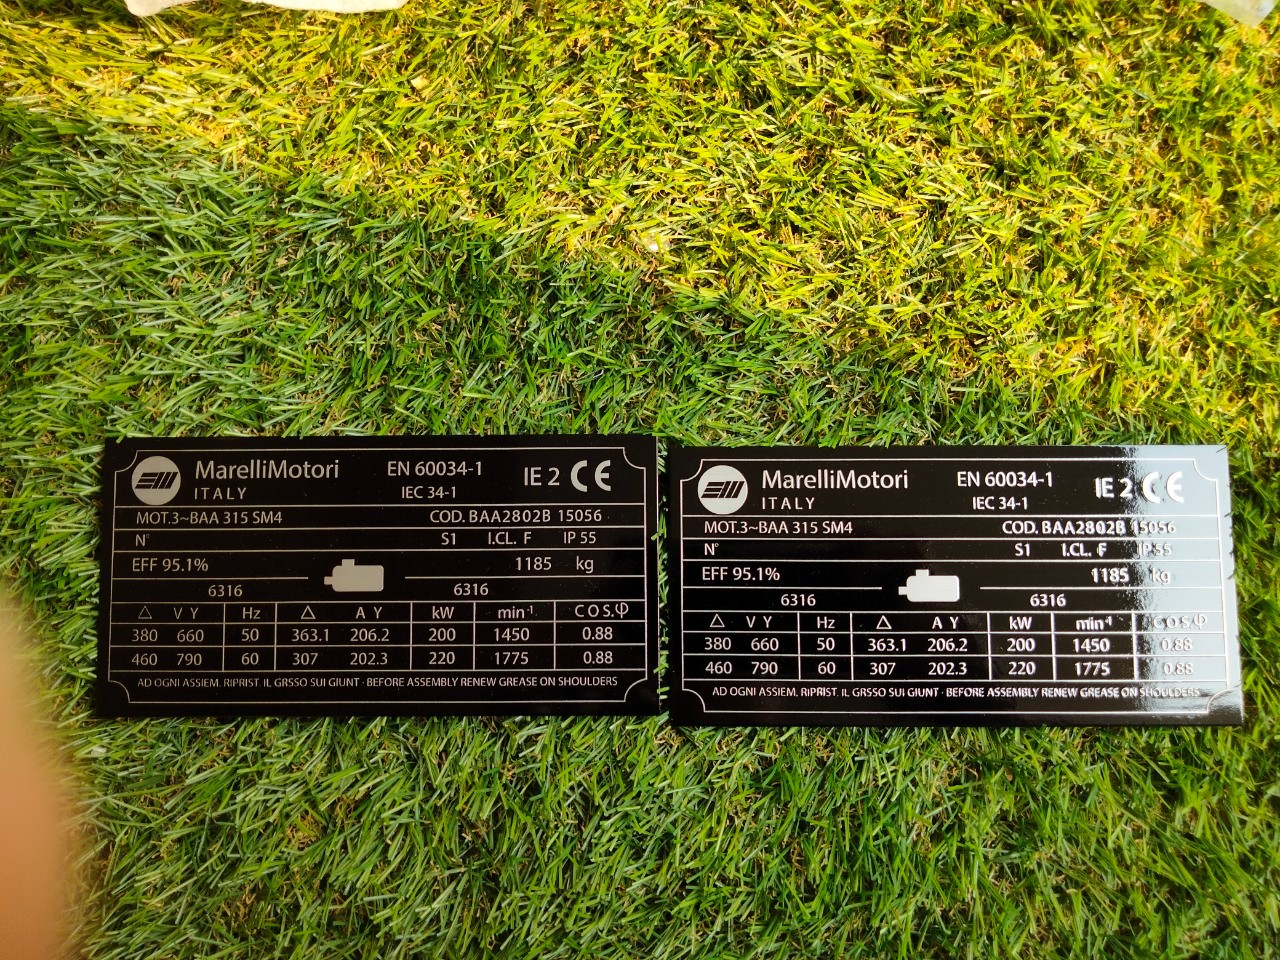 MarelliMotori EN 60034-1 IE 2 CE
ITALY IEC 34-1
MOT.3~BAA 315 SM4 COD. BAA2802B 15056
N° S1 I.CL. F IP 55
EFF 95.1% 1185 kg
6316 6316
△ V Y Hz △ A Y kW min-1 COS.φ
380 660 50 363.1 206.2 200 1450 0.88
460 790 60 307 202.3 220 1775 0.88
AD OGNI ASSIEM. RIPRIST. IL GRSSO SUI GIUNT · BEFORE ASSEMBLY RENEW GREASE ON SHOULDERS
MarelliMotori EN 60034-1 IE 2 CE
ITALY IEC 34-1
MOT.3~BAA 315 SM4 COD. BAA2802B 15056
N° S1 I.CL. F IP 55
EFF 95.1% 1185 kg
6316 6316
△ V Y Hz △ A Y kW min-1 COS.φ
380 660 50 363.1 206.2 200 1450 0.88
460 790 60 307 202.3 220 1775 0.88
AD OGNI ASSIEM. RIPRIST. IL GRSSO SUI GIUNT · BEFORE ASSEMBLY RENEW GREASE ON SHOULDERS